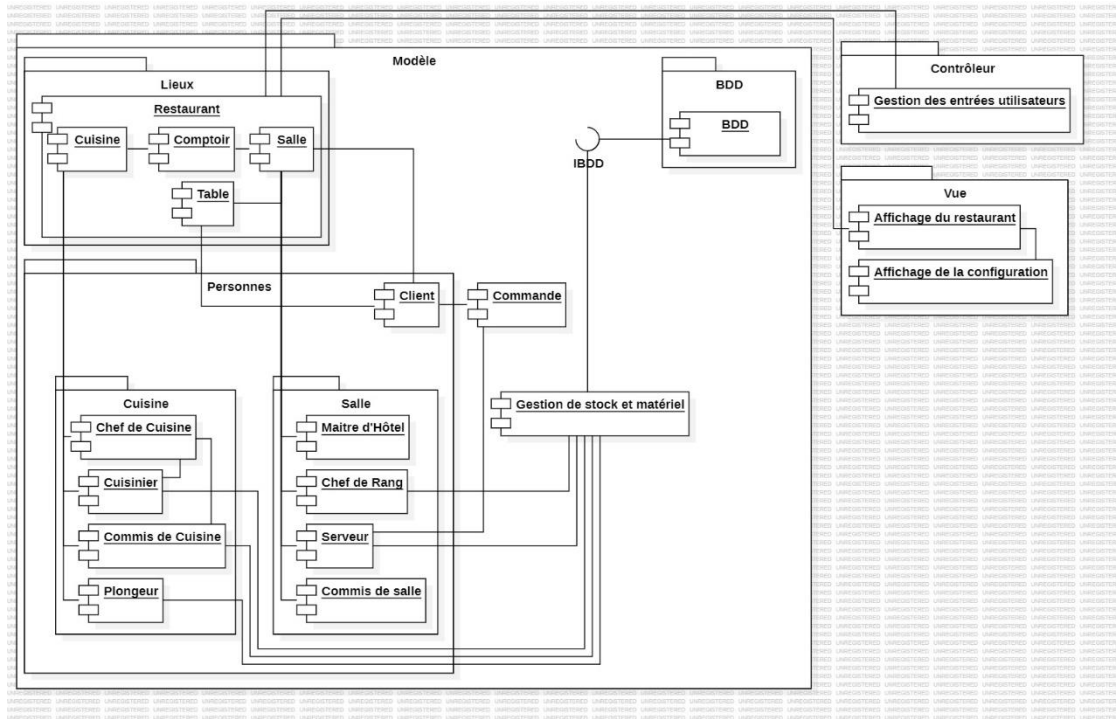 Modèle
Lieux
Restaurant
Cuisine
Comptoir
Salle
Table
BDD
BDD
IBDD
Contrôleur
Gestion des entrées utilisateurs
Vue
Affichage du restaurant
Affichage de la configuration
Personnes
Client
Commande
Cuisine
Chef de Cuisine
Cuisinier
Commis de Cuisine
Plongeur
Salle
Maitre d'Hôtel
Chef de Rang
Serveur
Commis de salle
Gestion de stock et matériel
UNREGISTERED